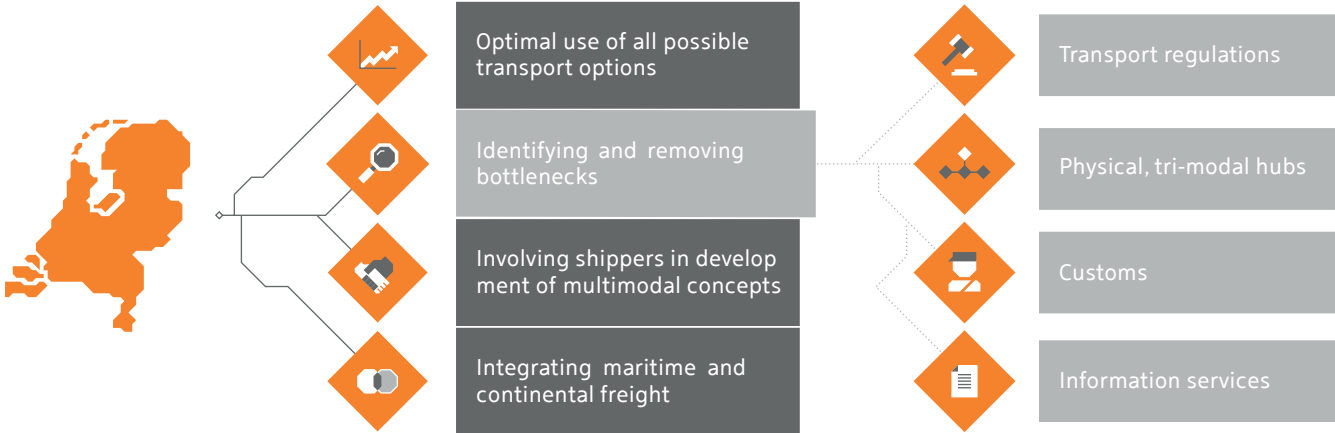 Optimal use of all possible
transport options
Identifying and removing
bottlenecks
Involving shippers in develop
ment of multimodal concepts
Integrating maritime and
continental freight
Transport regulations
Physical, tri-modal hubs
Customs
Information services